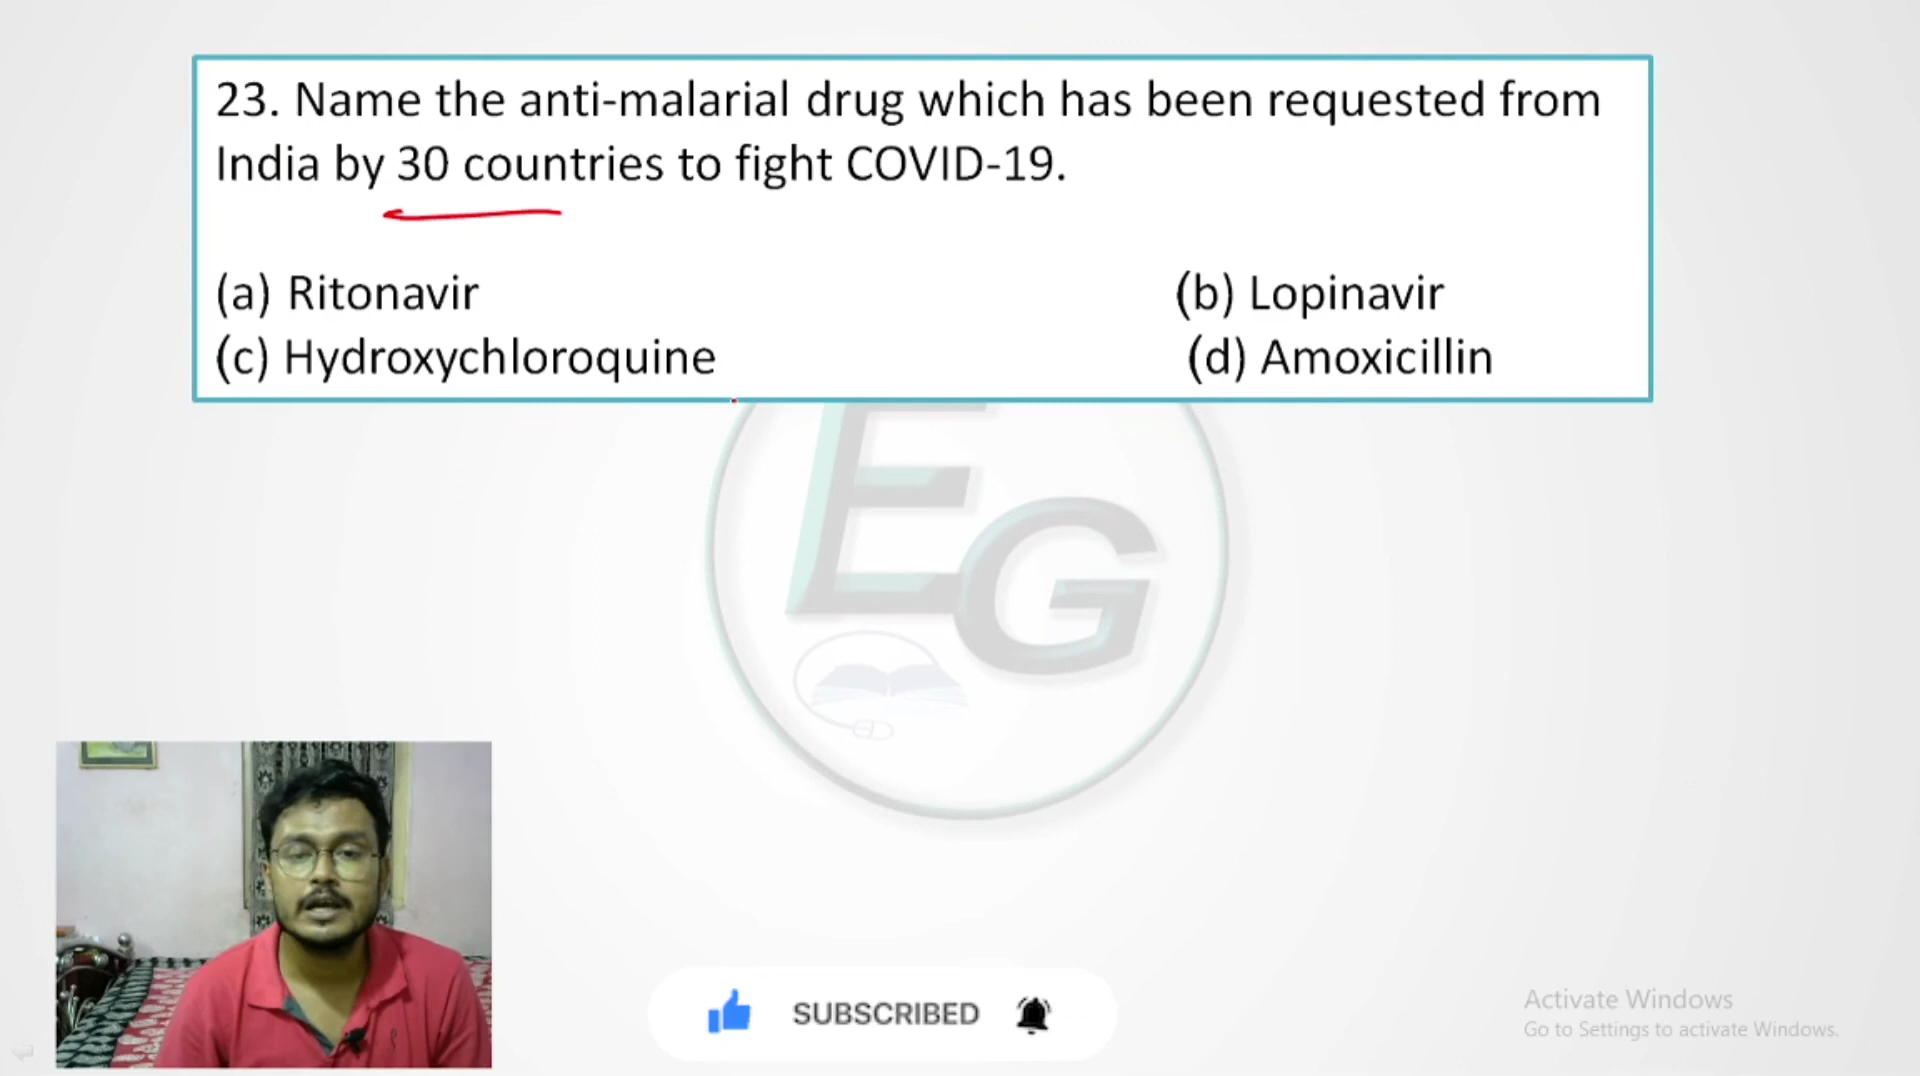 23. Name the anti-malarial drug which has been requested from
India by 30 countries to fight COVID-19.
(a) Ritonavir (b) Lopinavir
(c) Hydroxychloroquine (d) Amoxicillin
EG
SUBSCRIBED
Activate Windows
Go to Settings to activate Windows.